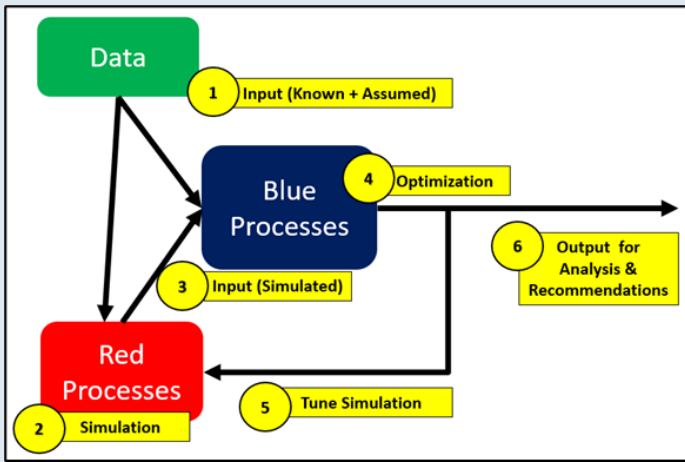 Data
1 Input (Known + Assumed)
Blue
Processes
4 Optimization
6 Output for
Analysis &
Recommendations
3 Input (Simulated)
Red
Processes
2 Simulation
5 Tune Simulation